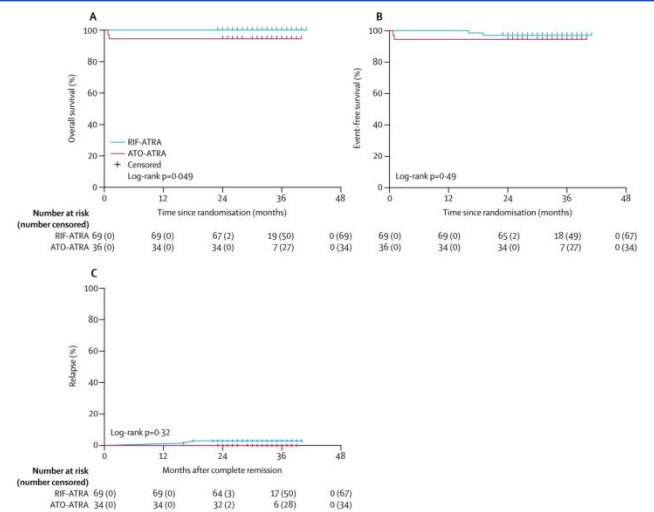 A
Overall survival (%)
100
80
60
40
20
0
RIF-ATRA
ATO-ATRA
+ Censored
Log-rank p=0·049
0 12 24 36 48
Time since randomisation (months)
Number at risk
(number censored)
RIF-ATRA 69 (0) 69 (0) 67 (2) 19 (50) 0 (69)
ATO-ATRA 36 (0) 34 (0) 34 (0) 7 (27) 0 (34)
B
Event-free survival (%)
100
80
60
40
20
0
Log-rank p=0·49
0 12 24 36 48
Time since randomisation (months)
69 (0) 69 (0) 65 (2) 18 (49) 0 (67)
36 (0) 34 (0) 34 (0) 7 (27) 0 (34)
C
Relapse (%)
100
80
60
40
20
0
Log-rank p=0·32
0 12 24 36 48
Months after complete remission
Number at risk
(number censored)
RIF-ATRA 69 (0) 69 (0) 64 (3) 17 (50) 0 (67)
ATO-ATRA 34 (0) 34 (0) 32 (2) 6 (28) 0 (34)